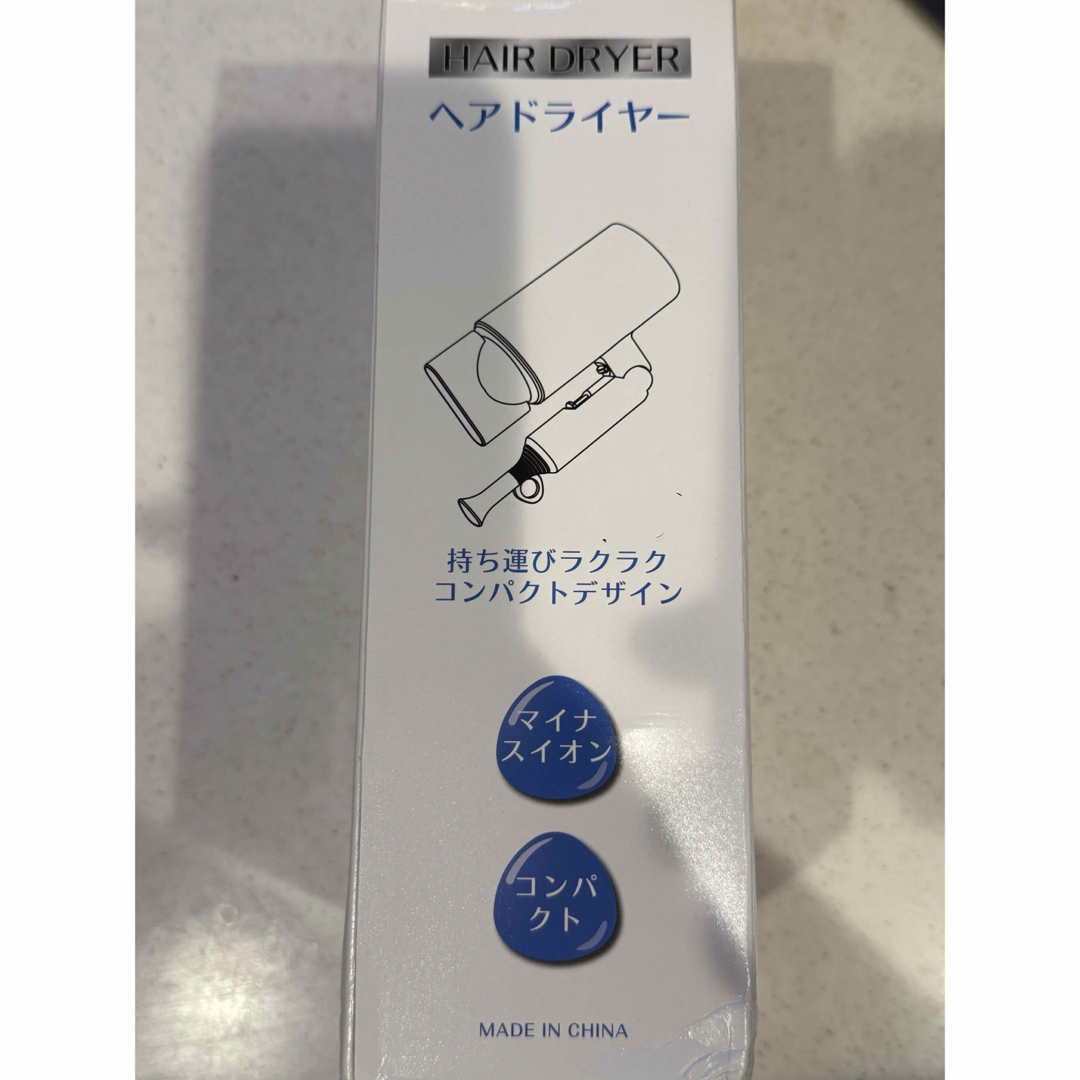 HAIR DRYER
ヘアドライヤー
持ち運びラクラク
コンパクトデザイン
マイナ
スイオン
コンパ
クト
MADE IN CHINA